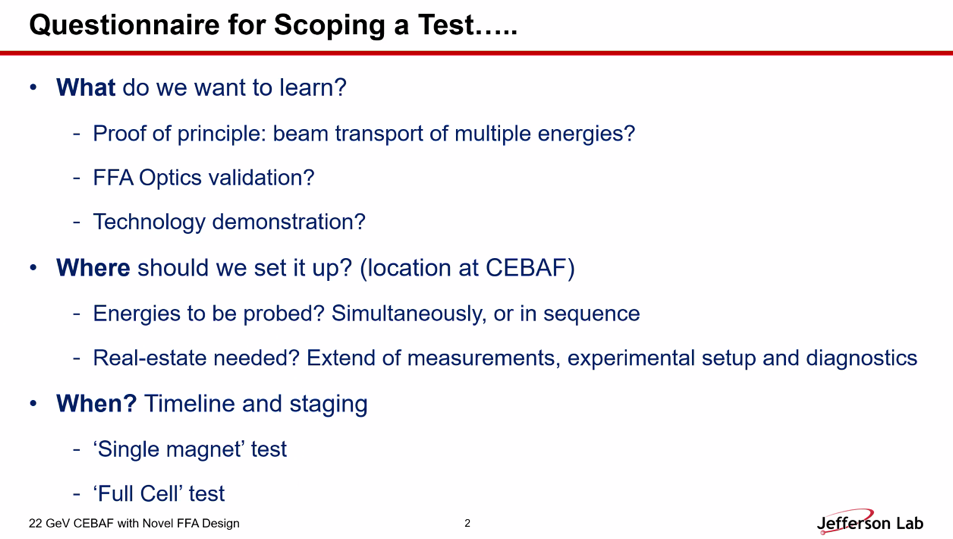 Questionnaire for Scoping a Test…..
• What do we want to learn?
- Proof of principle: beam transport of multiple energies?
- FFA Optics validation?
- Technology demonstration?
• Where should we set it up? (location at CEBAF)
- Energies to be probed? Simultaneously, or in sequence
- Real-estate needed? Extend of measurements, experimental setup and diagnostics
• When? Timeline and staging
- ‘Single magnet’ test
- ‘Full Cell’ test
22 GeV CEBAF with Novel FFA Design
2
Jefferson Lab